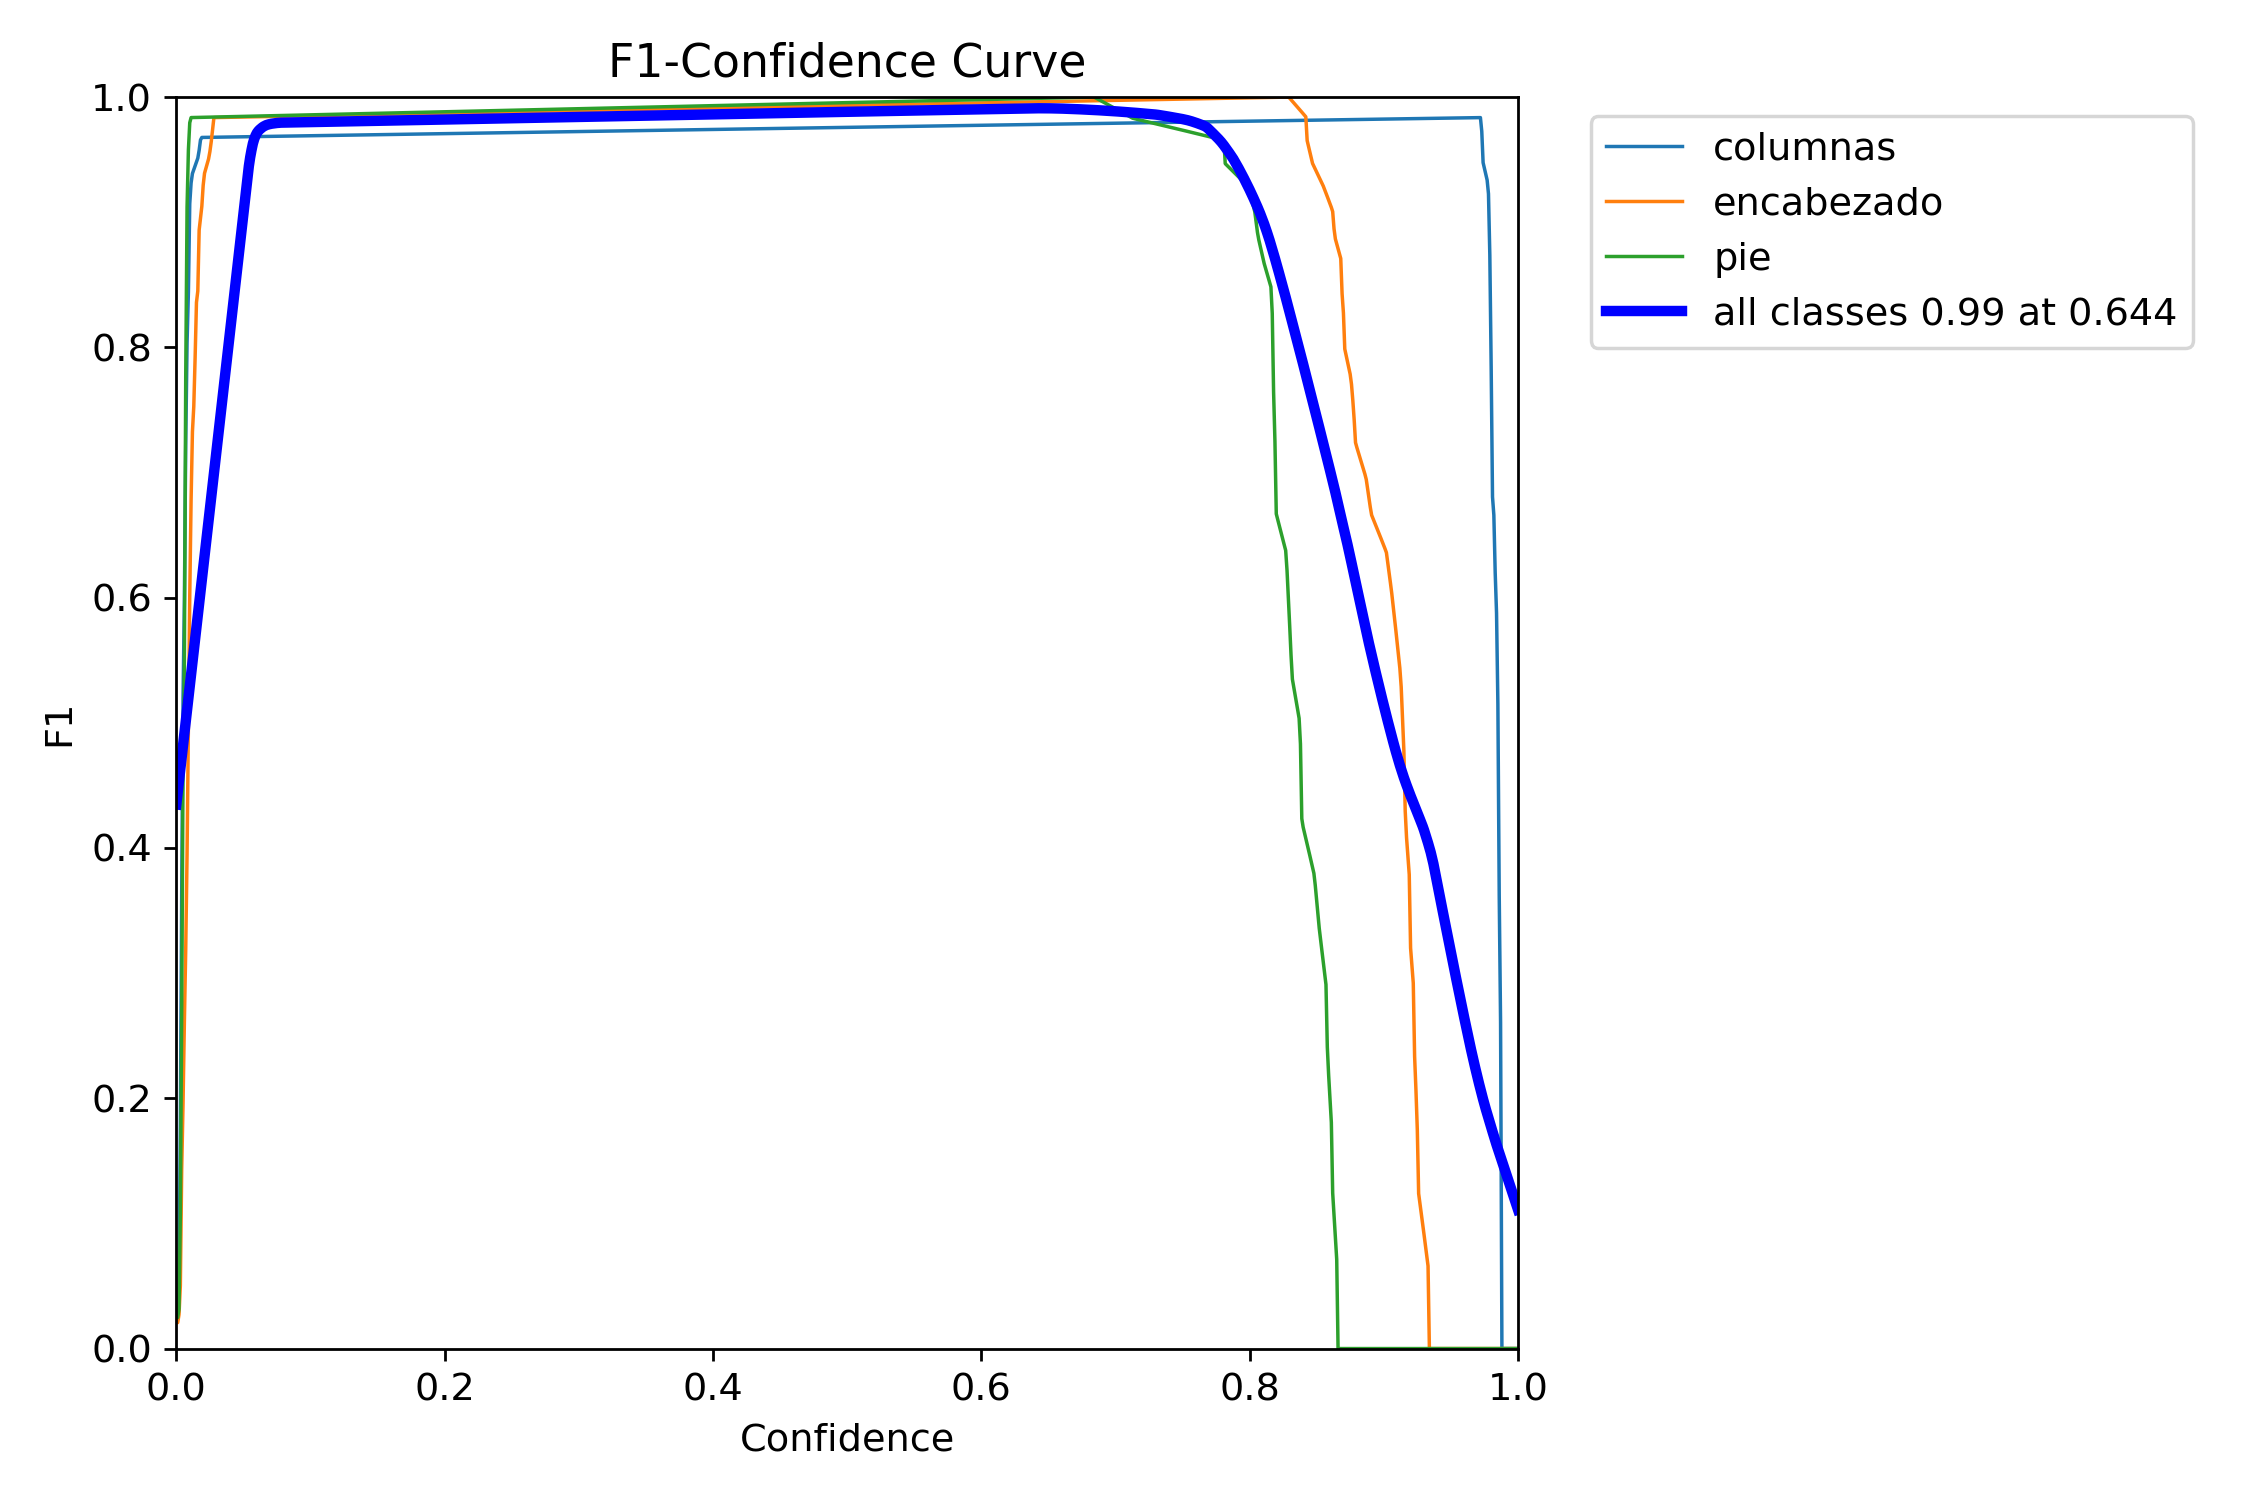 F1-Confidence Curve
1.0
0.8
0.6
0.4
0.2
0.0
F1
0.0 0.2 0.4 0.6 0.8 1.0
Confidence
columnas
encabezado
pie
all classes 0.99 at 0.644